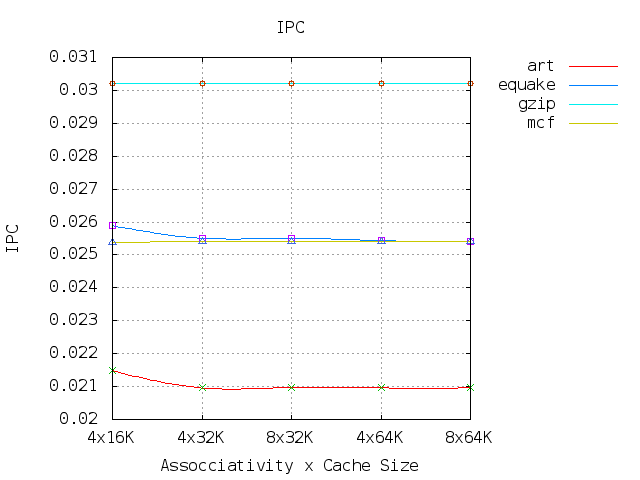 IPC
0.031
0.03
0.029
0.028
0.027
0.026
0.025
0.024
0.023
0.022
0.021
0.02
IPC
4x16K 4x32K 8x32K 4x64K 8x64K
Assocciativity x Cache Size
art
equake
gzip
mcf